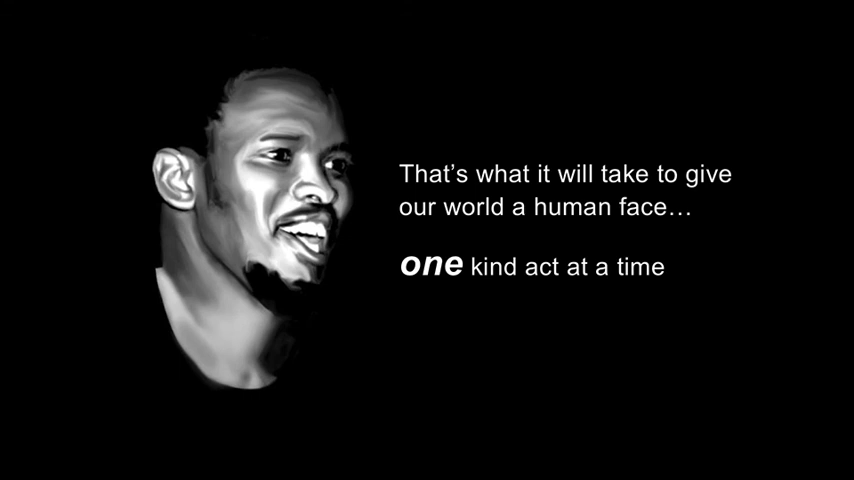 That’s what it will take to give
our world a human face…
one kind act at a time